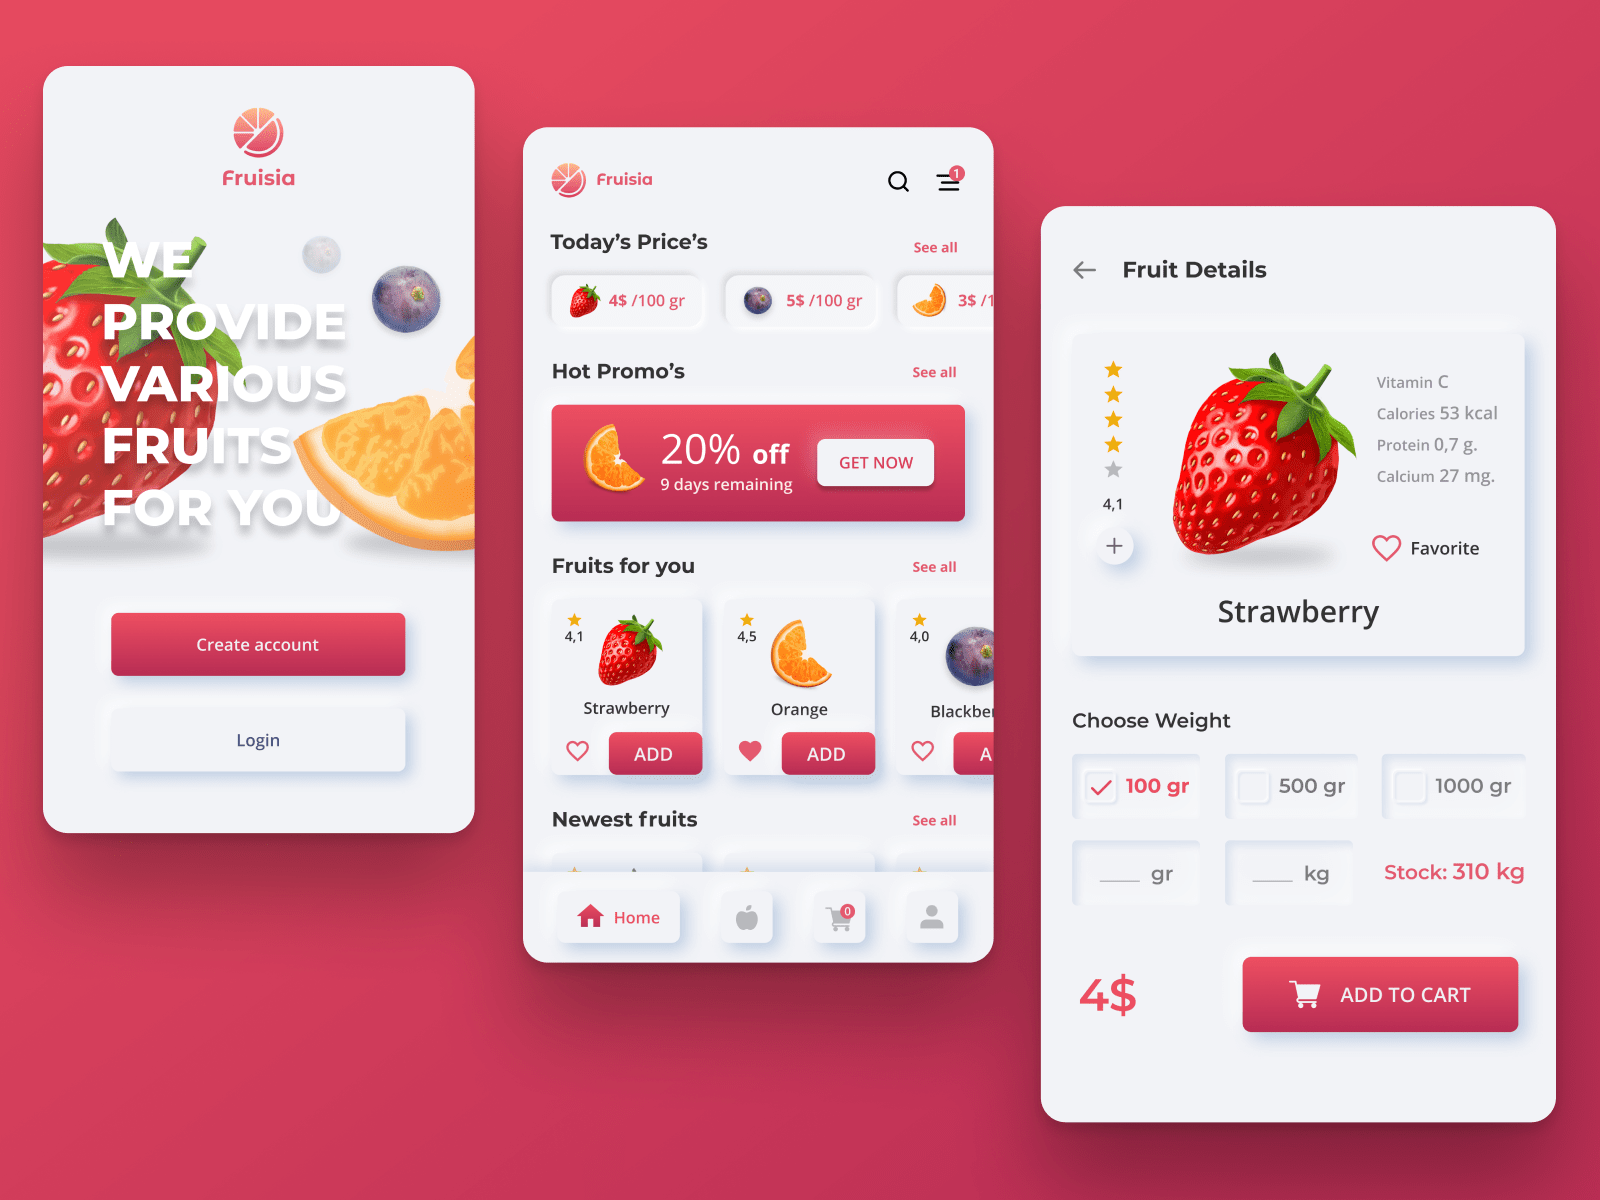 Fruisia
WE
PROVIDE
VARIOUS
FRUITS
FOR YOU
Create account
Login
Fruisia
1
Today’s Price’s
See all
4$ /100 gr
5$ /100 gr
3$ /1
Hot Promo’s
See all
20% off
9 days remaining
GET NOW
Fruits for you
See all
4,1
Strawberry
ADD
4,5
Orange
ADD
4,0
Blackber
A
Newest fruits
See all
Home
0
Fruit Details
4,1
Vitamin C
Calories 53 kcal
Protein 0,7 g.
Calcium 27 mg.
Favorite
Strawberry
Choose Weight
100 gr
500 gr
1000 gr
____ gr
____ kg
Stock: 310 kg
4$
ADD TO CART